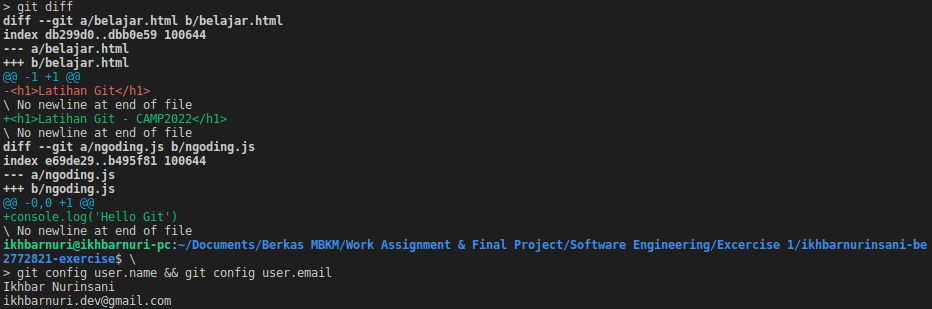 > git diff
diff --git a/belajar.html b/belajar.html
index db299d0..dbb0e59 100644
--- a/belajar.html
+++ b/belajar.html
@@ -1 +1 @@
-<h1>Latihan Git</h1>
\ No newline at end of file
+<h1>Latihan Git - CAMP2022</h1>
\ No newline at end of file
diff --git a/ngoding.js b/ngoding.js
index e69de29..b495f81 100644
--- a/ngoding.js
+++ b/ngoding.js
@@ -0,0 +1 @@
+console.log('Hello Git')
\ No newline at end of file
ikhbarnuri@ikhbarnuri-pc:~/Documents/Berkas MBKM/Work Assignment & Final Project/Software Engineering/Excercise 1/ikhbarnurinsani-be
2772821-exercise$ \
> git config user.name && git config user.email
Ikhbar Nurinsani
ikhbarnuri.dev@gmail.com